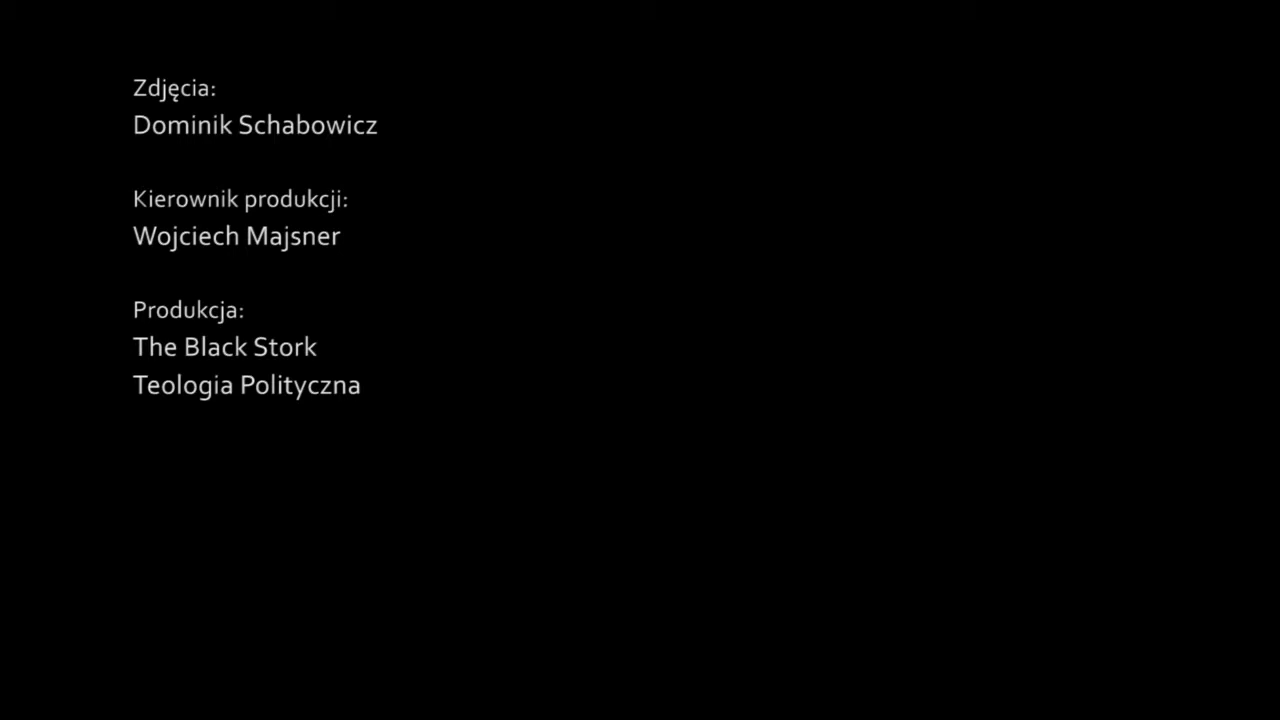 Zdjęcia:
Dominik Schabowicz
Kierownik produkcji:
Wojciech Majsner
Produkcja:
The Black Stork
Teologia Polityczna